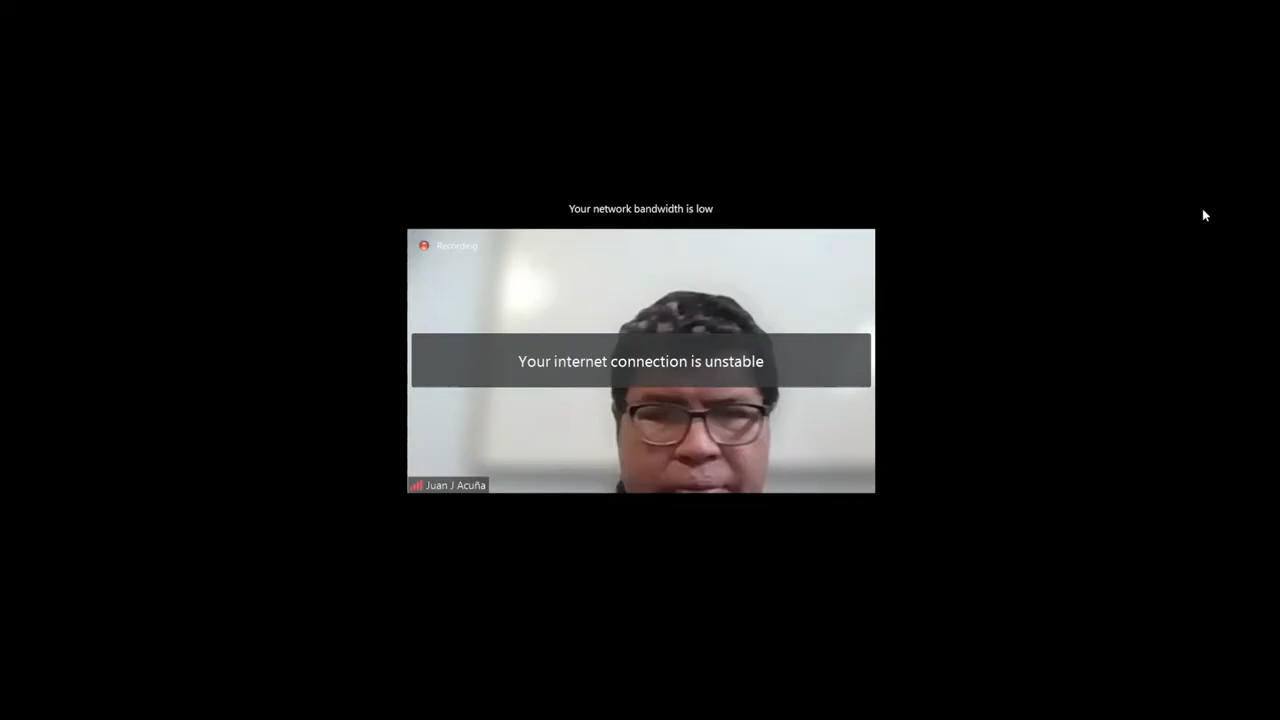 Your network bandwidth is low
Recording
Your internet connection is unstable
Juan J Acuña